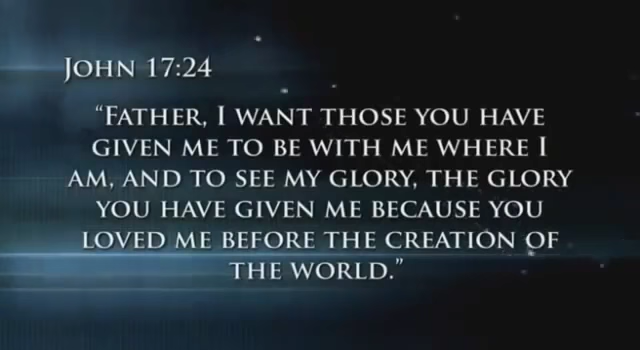 John 17:24
“Father, I want those you have
given me to be with me where I
am, and to see my glory, the glory
you have given me because you
loved me before the creation of
the world.”